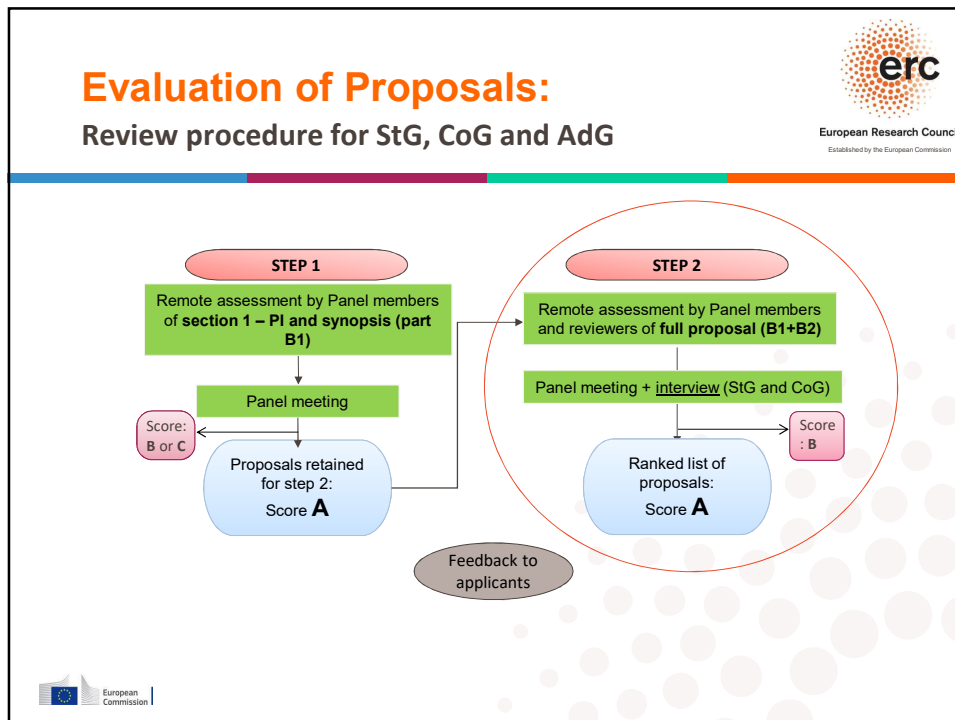 Evaluation of Proposals:
Review procedure for StG, CoG and AdG
erc
European Research Counci
Established by the European Commission
STEP 1
Remote assessment by Panel members
of section 1 – PI and synopsis (part
B1)
Panel meeting
Score:
B or C
Proposals retained
for step 2:
Score A
STEP 2
Remote assessment by Panel members
and reviewers of full proposal (B1+B2)
Panel meeting + interview (StG and CoG)
Score
: B
Ranked list of
proposals:
Score A
Feedback to
applicants
European
Commission